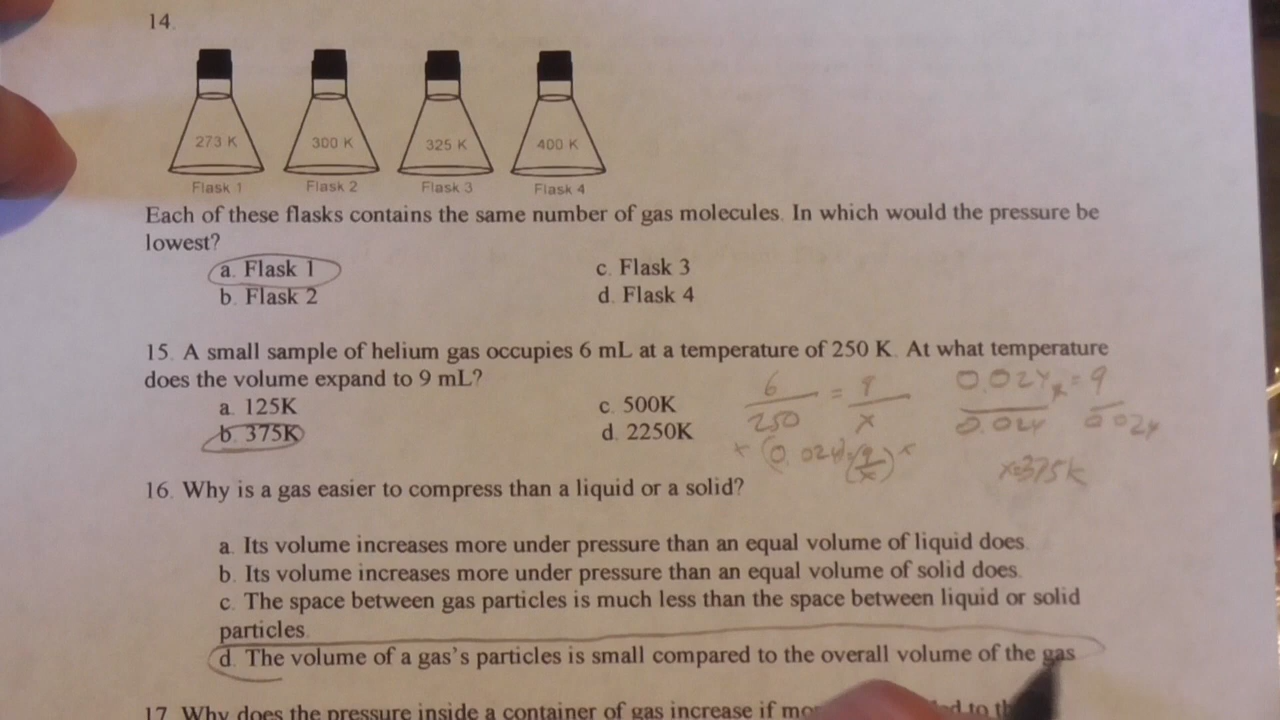 14.
273 K 300 K 325 K 400 K
Flask 1 Flask 2 Flask 3 Flask 4
Each of these flasks contains the same number of gas molecules. In which would the pressure be
lowest?
a. Flask 1 c. Flask 3
b. Flask 2 d. Flask 4
15. A small sample of helium gas occupies 6 mL at a temperature of 250 K. At what temperature
does the volume expand to 9 mL?
a. 125K c. 500K
b. 375K d. 2250K
6/250 = 9/x
x (0.024) = (9/x) x
0.024x = 9
0.024 0.024
x=375K
16. Why is a gas easier to compress than a liquid or a solid?
a. Its volume increases more under pressure than an equal volume of liquid does.
b. Its volume increases more under pressure than an equal volume of solid does.
c. The space between gas particles is much less than the space between liquid or solid
particles.
d. The volume of a gas's particles is small compared to the overall volume of the gas
17. Why does the pressure inside a container of gas increase if